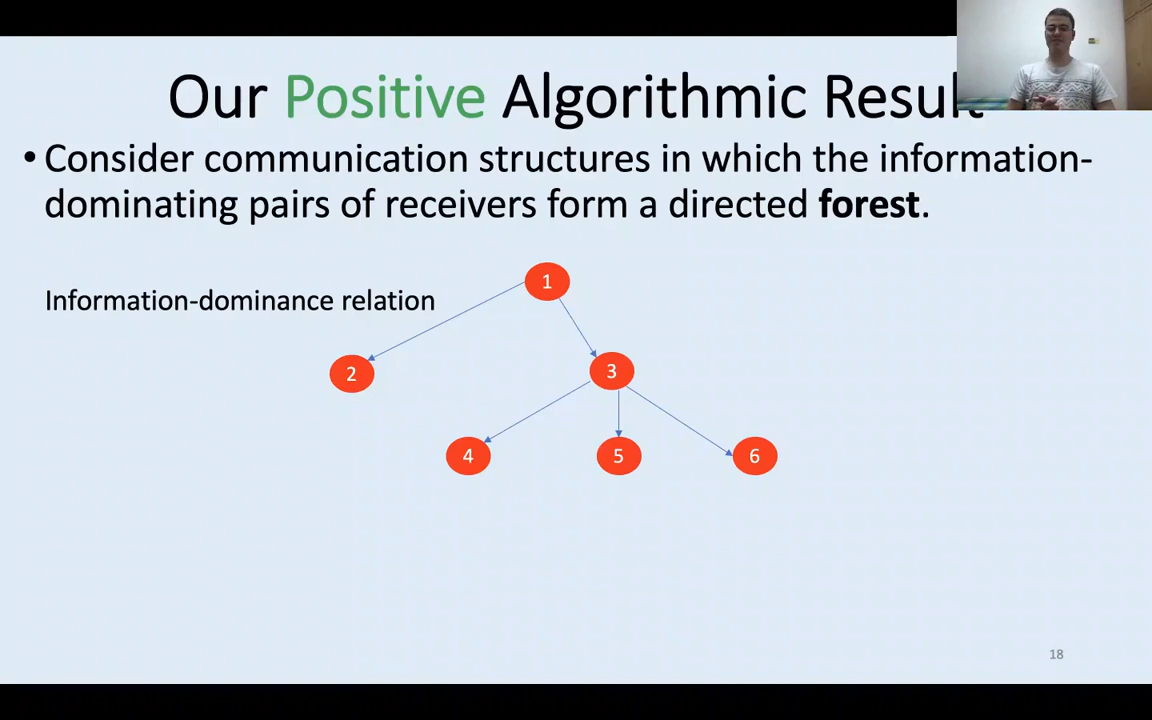 Our Positive Algorithmic Result
• Consider communication structures in which the information-
dominating pairs of receivers form a directed forest.
Information-dominance relation
1
2
3
4
5
6
18